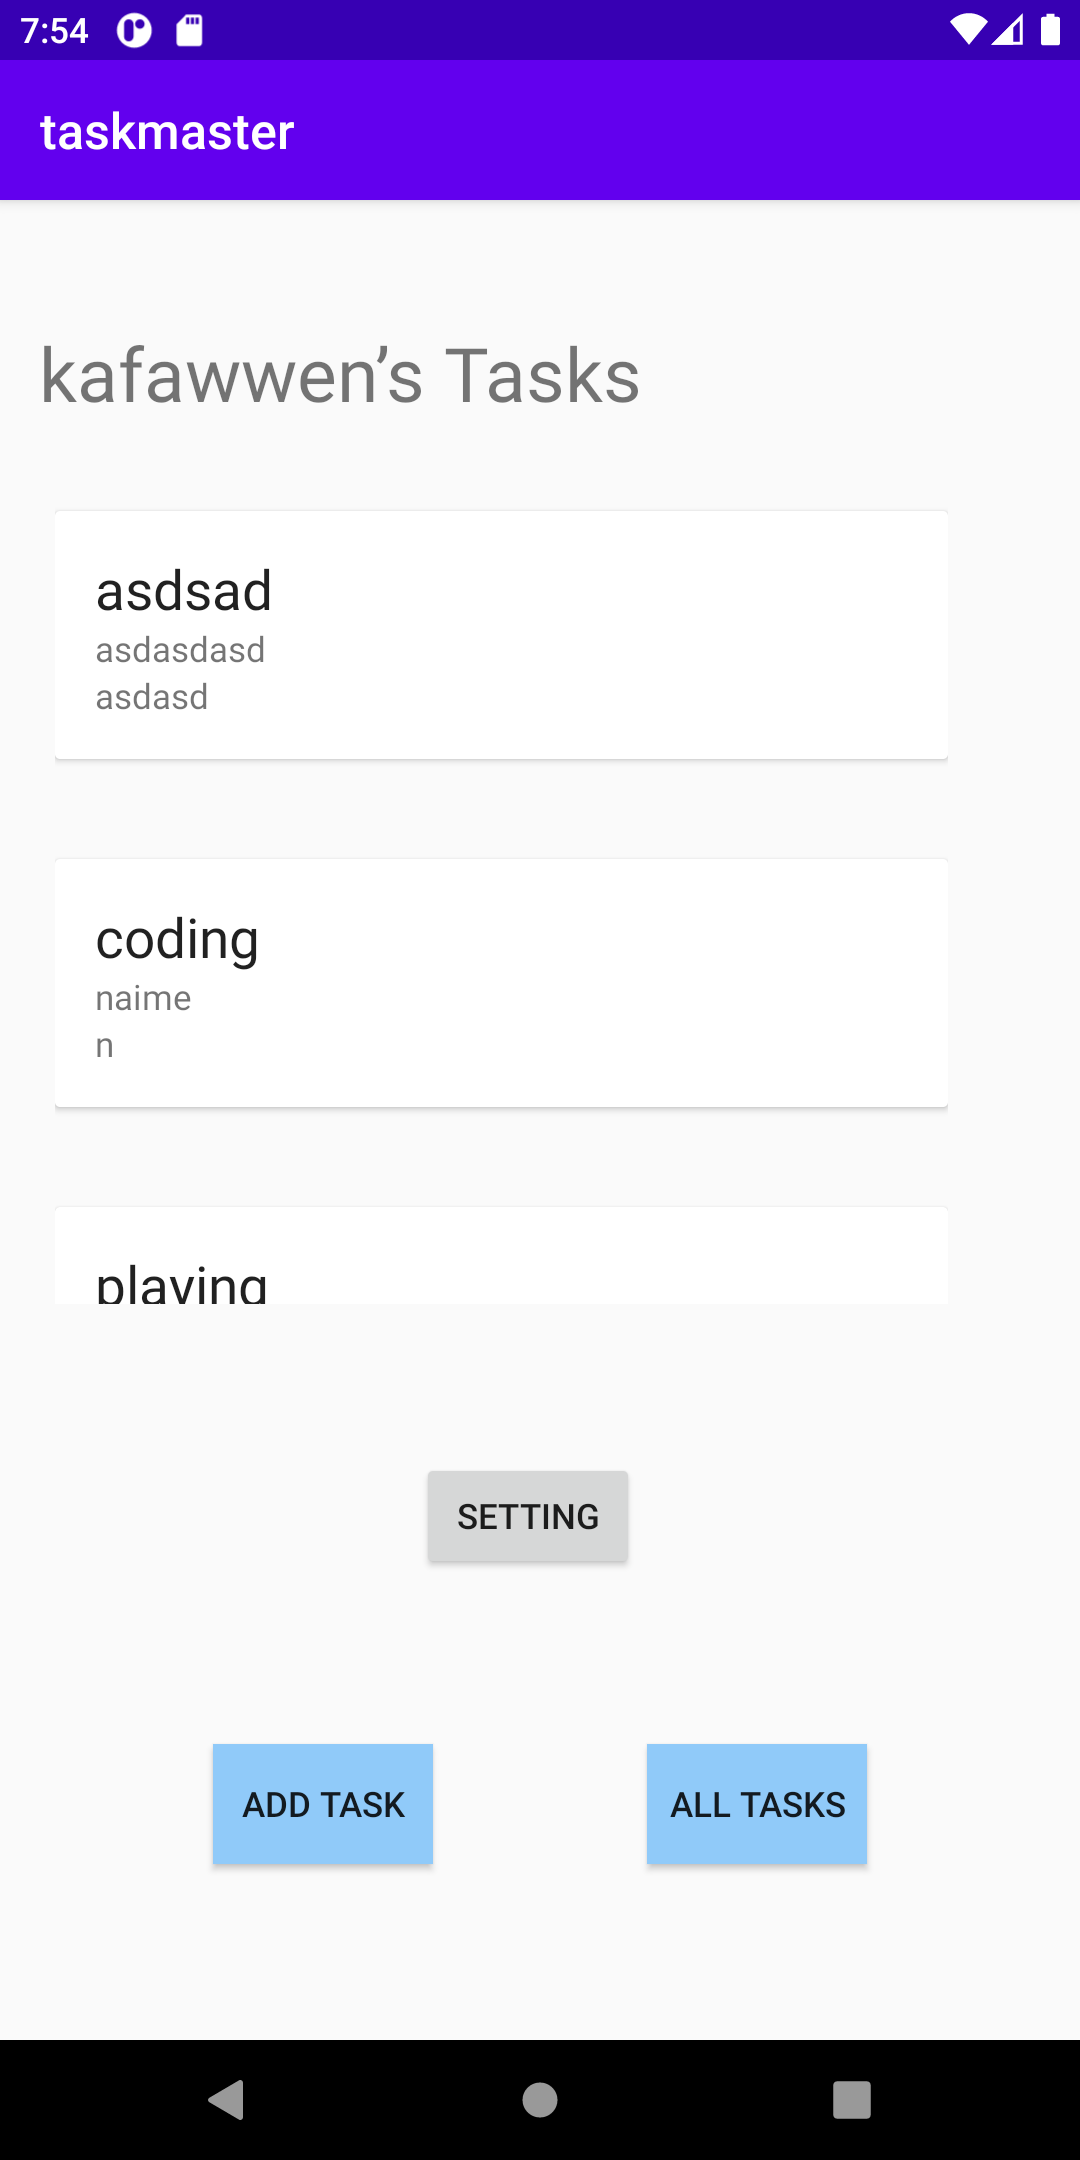 7:54
taskmaster
kafawwen’s Tasks
asdsad
asdasdasd
asdasd
coding
naime
n
playing
SETTING
ADD TASK
ALL TASKS